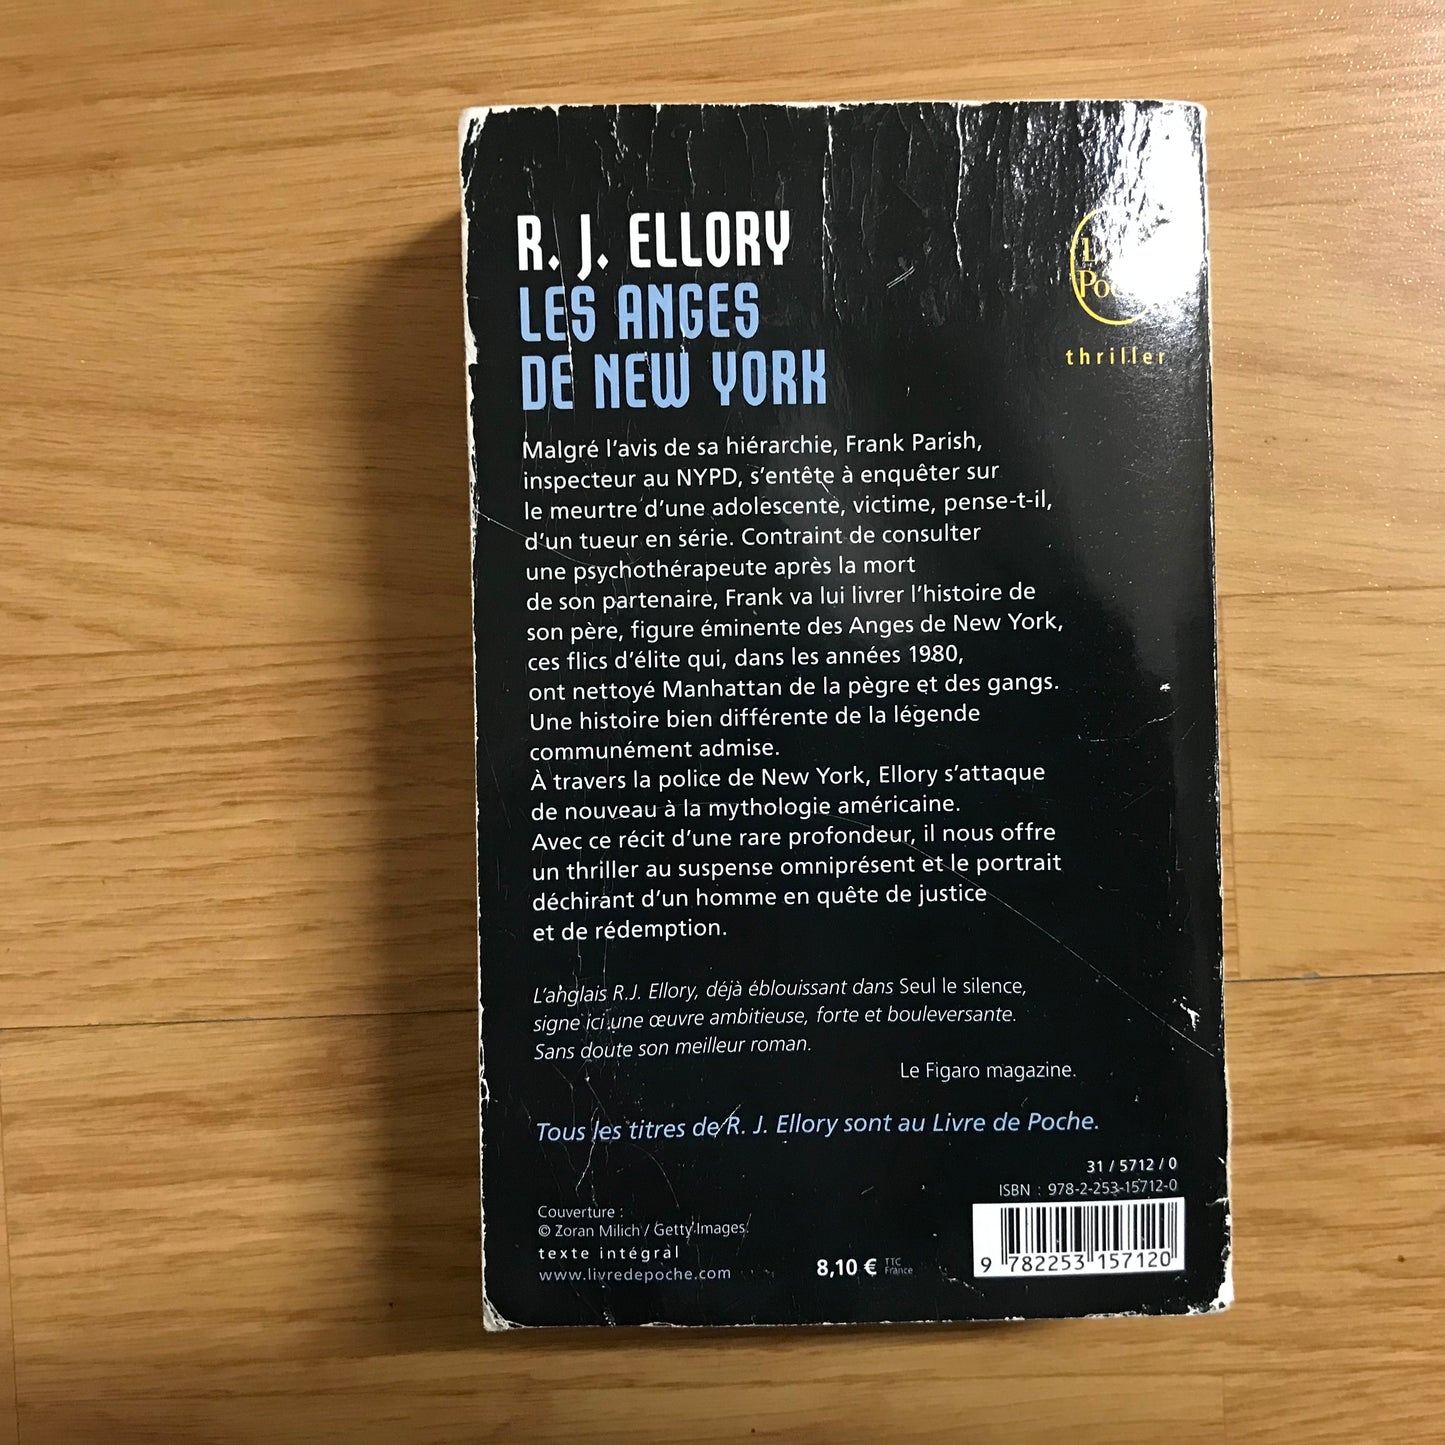 R. J. ELLORY
LES ANGES
DE NEW YORK
thriller
Malgré l'avis de sa hiérarchie, Frank Parish,
inspecteur au NYPD, s'entête à enquêter sur
le meurtre d'une adolescente, victime, pense-t-il,
d'un tueur en série. Contraint de consulter
une psychothérapeute après la mort
de son partenaire, Frank va lui livrer l'histoire de
son père, figure éminente des Anges de New York,
ces flics d'élite qui, dans les années 1980,
ont nettoyé Manhattan de la pègre et des gangs.
Une histoire bien différente de la légende
communément admise.
À travers la police de New York, Ellory s'attaque
de nouveau à la mythologie américaine.
Avec ce récit d'une rare profondeur, il nous offre
un thriller au suspense omniprésent et le portrait
déchirant d'un homme en quête de justice
et de rédemption.
L'anglais R.J. Ellory, déjà éblouissant dans Seul le silence,
signe ici une œuvre ambitieuse, forte et bouleversante.
Sans doute son meilleur roman.
Le Figaro magazine.
Tous les titres de R. J. Ellory sont au Livre de Poche.
31 / 5712 / 0
ISBN : 978-2-253-15712-0
Couverture :
© Zoran Milich / Getty Images.
texte intégral
www.livredepoche.com
8,10 € TTC
France
9 782253 157120